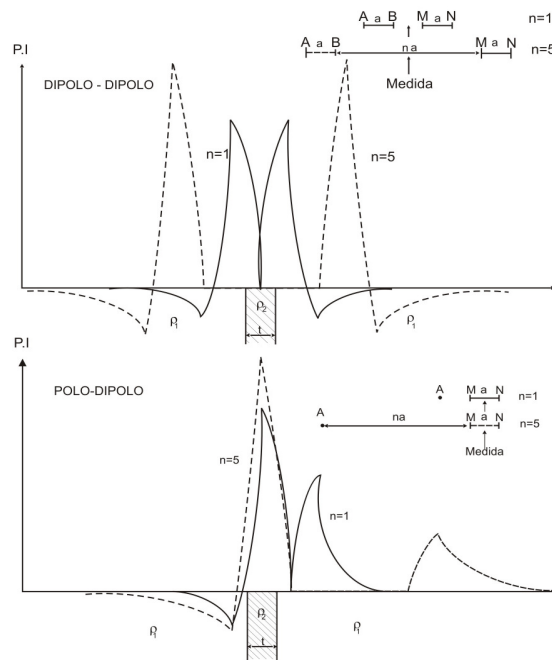 A a B M a N n=1
P.I A a B na M a N n=5
Medida
DIPOLO - DIPOLO
n=1 n=5
ρ₂
ρ₁ t ρ₁
P.I
POLO-DIPOLO
A M a N n=1
A na M a N n=5
n=5 Medida
n=1
ρ₂
ρ₁ t ρ₁